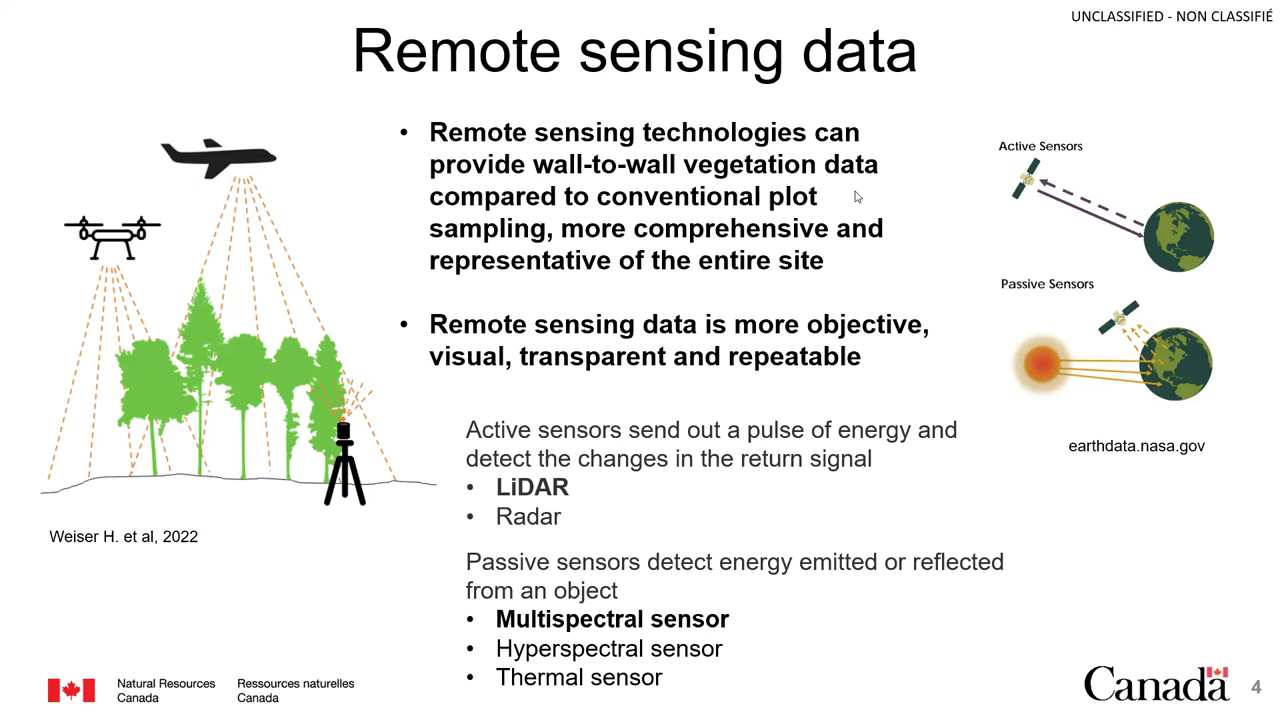 UNCLASSIFIED - NON CLASSIFIÉ
Remote sensing data
• Remote sensing technologies can
provide wall-to-wall vegetation data
compared to conventional plot
sampling, more comprehensive and
representative of the entire site
• Remote sensing data is more objective,
visual, transparent and repeatable
Active sensors send out a pulse of energy and
detect the changes in the return signal
• LiDAR
• Radar
Passive sensors detect energy emitted or reflected
from an object
• Multispectral sensor
• Hyperspectral sensor
• Thermal sensor
Weiser H. et al, 2022
Active Sensors
Passive Sensors
earthdata.nasa.gov
Natural Resources
Canada
Ressources naturelles
Canada
Canada
4